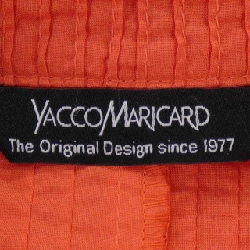 YACCOMARICARD
The Original Design since 1977